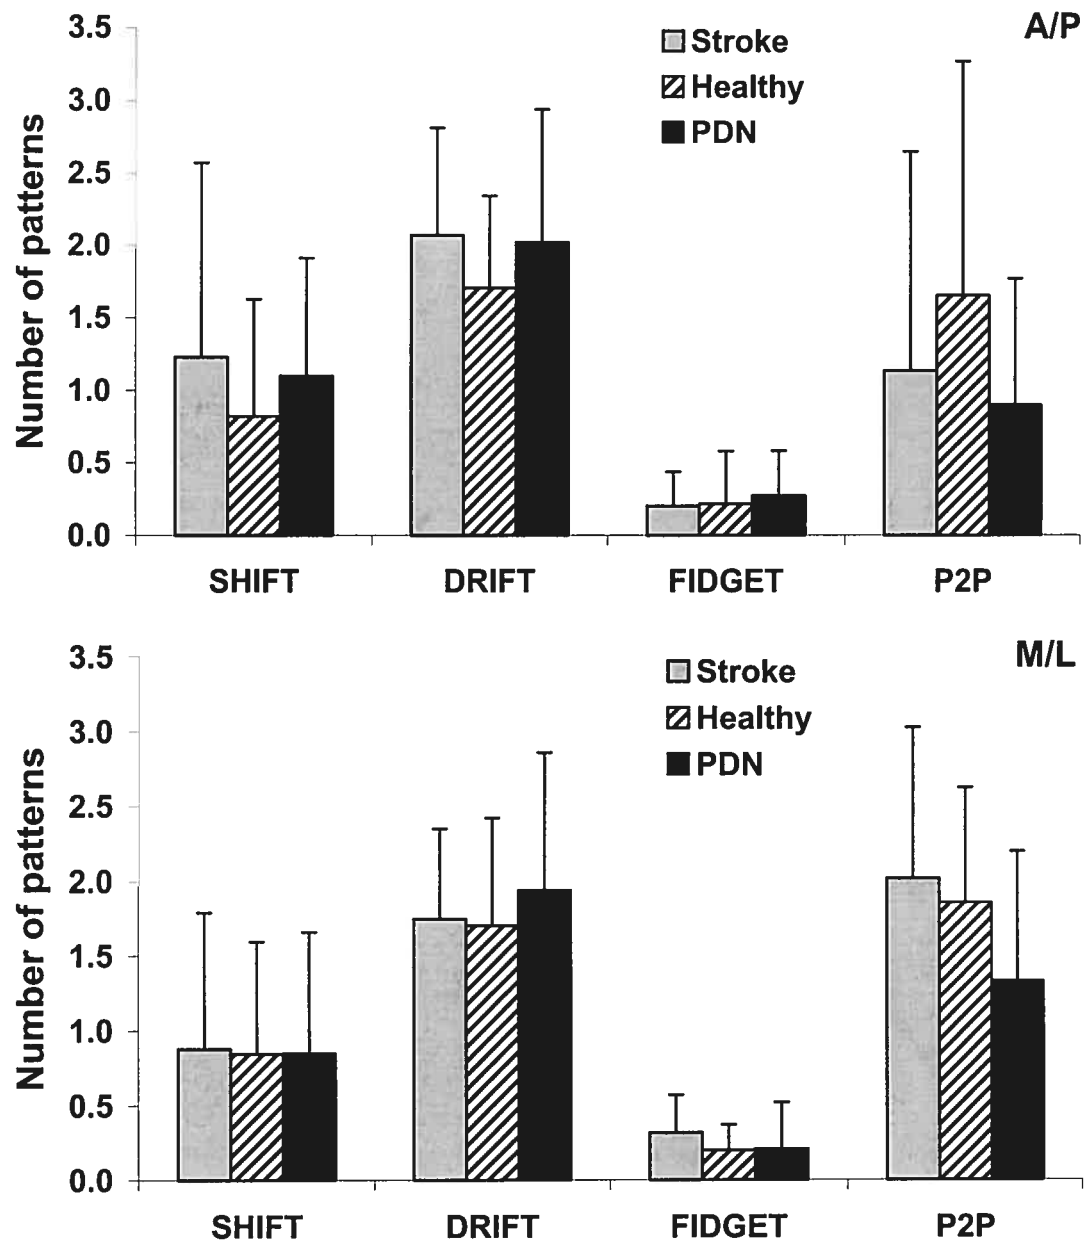 A/P
Number of patterns
3.5
3.0
2.5
2.0
1.5
1.0
0.5
0.0
Stroke
Healthy
PDN
SHIFT DRIFT FIDGET P2P
M/L
Number of patterns
3.5
3.0
2.5
2.0
1.5
1.0
0.5
0.0
Stroke
Healthy
PDN
SHIFT DRIFT FIDGET P2P